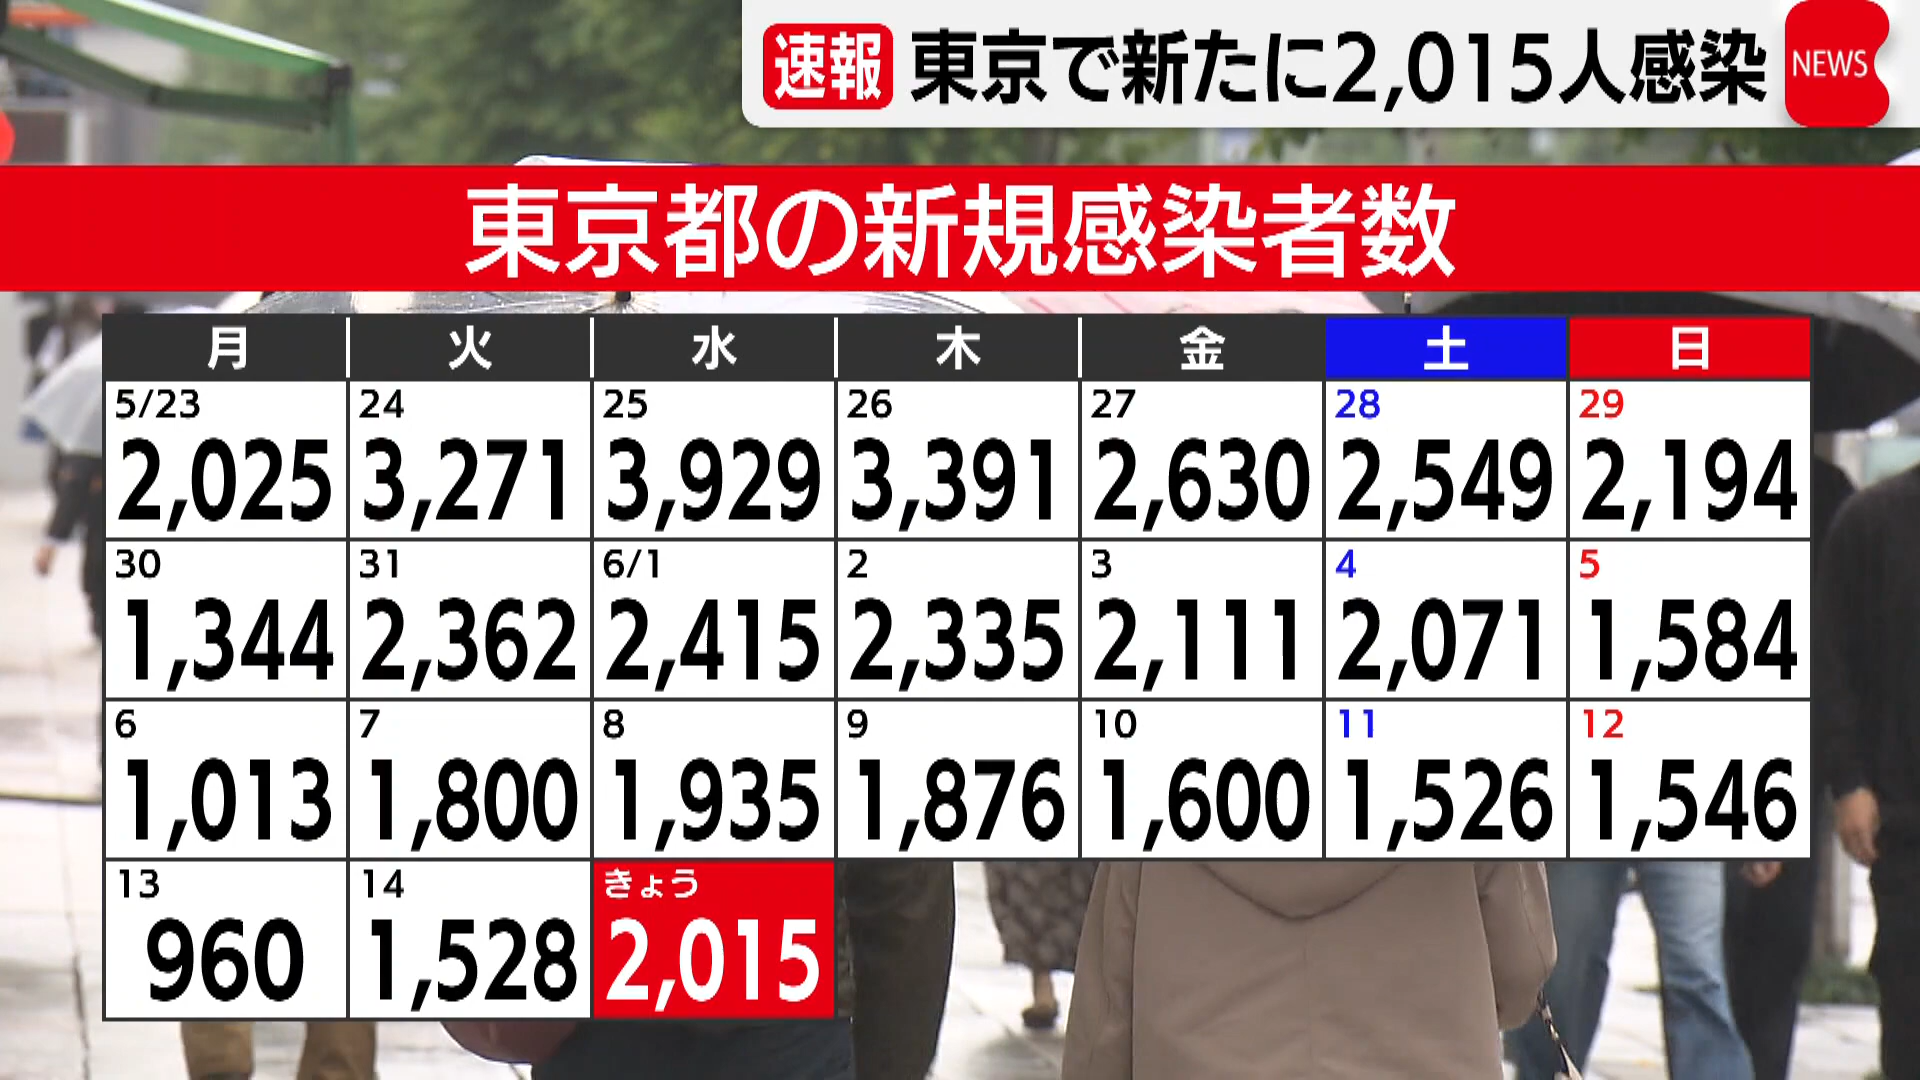 速報 東京で新たに2,015人感染 NEWS
東京都の新規感染者数
月 火 水 木 金 土 日
5/23 24 25 26 27 28 29
2,025 3,271 3,929 3,391 2,630 2,549 2,194
30 31 6/1 2 3 4 5
1,344 2,362 2,415 2,335 2,111 2,071 1,584
6 7 8 9 10 11 12
1,013 1,800 1,935 1,876 1,600 1,526 1,546
13 14 きょう
960 1,528 2,015